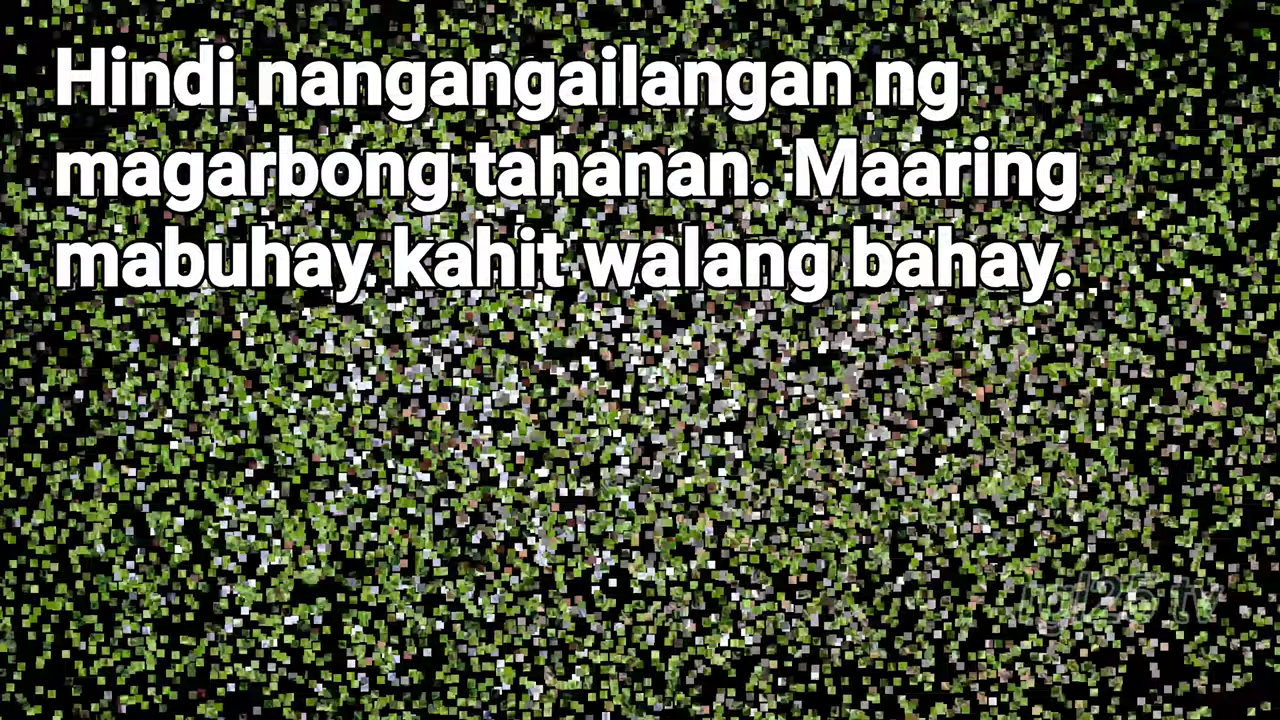 Hindi nangangailangan ng
magarbong tahanan. Maaring
mabuhay kahit walang bahay.